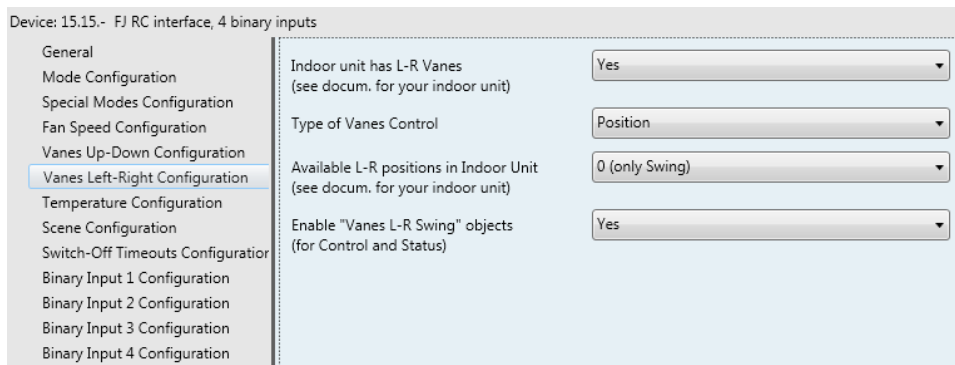 Device: 15.15.-  FJ RC interface, 4 binary inputs
General
Mode Configuration
Special Modes Configuration
Fan Speed Configuration
Vanes Up-Down Configuration
Vanes Left-Right Configuration
Temperature Configuration
Scene Configuration
Switch-Off Timeouts Configuration
Binary Input 1 Configuration
Binary Input 2 Configuration
Binary Input 3 Configuration
Binary Input 4 Configuration
Indoor unit has L-R Vanes
(see docum. for your indoor unit)
Yes
Type of Vanes Control
Position
Available L-R positions in Indoor Unit
(see docum. for your indoor unit)
0 (only Swing)
Enable "Vanes L-R Swing" objects
(for Control and Status)
Yes